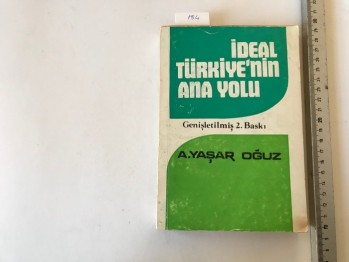 154
İDEAL
TÜRKİYE'NİN
ANA YOLU
Genişletilmiş 2. Baskı
A.YAŞAR OĞUZ